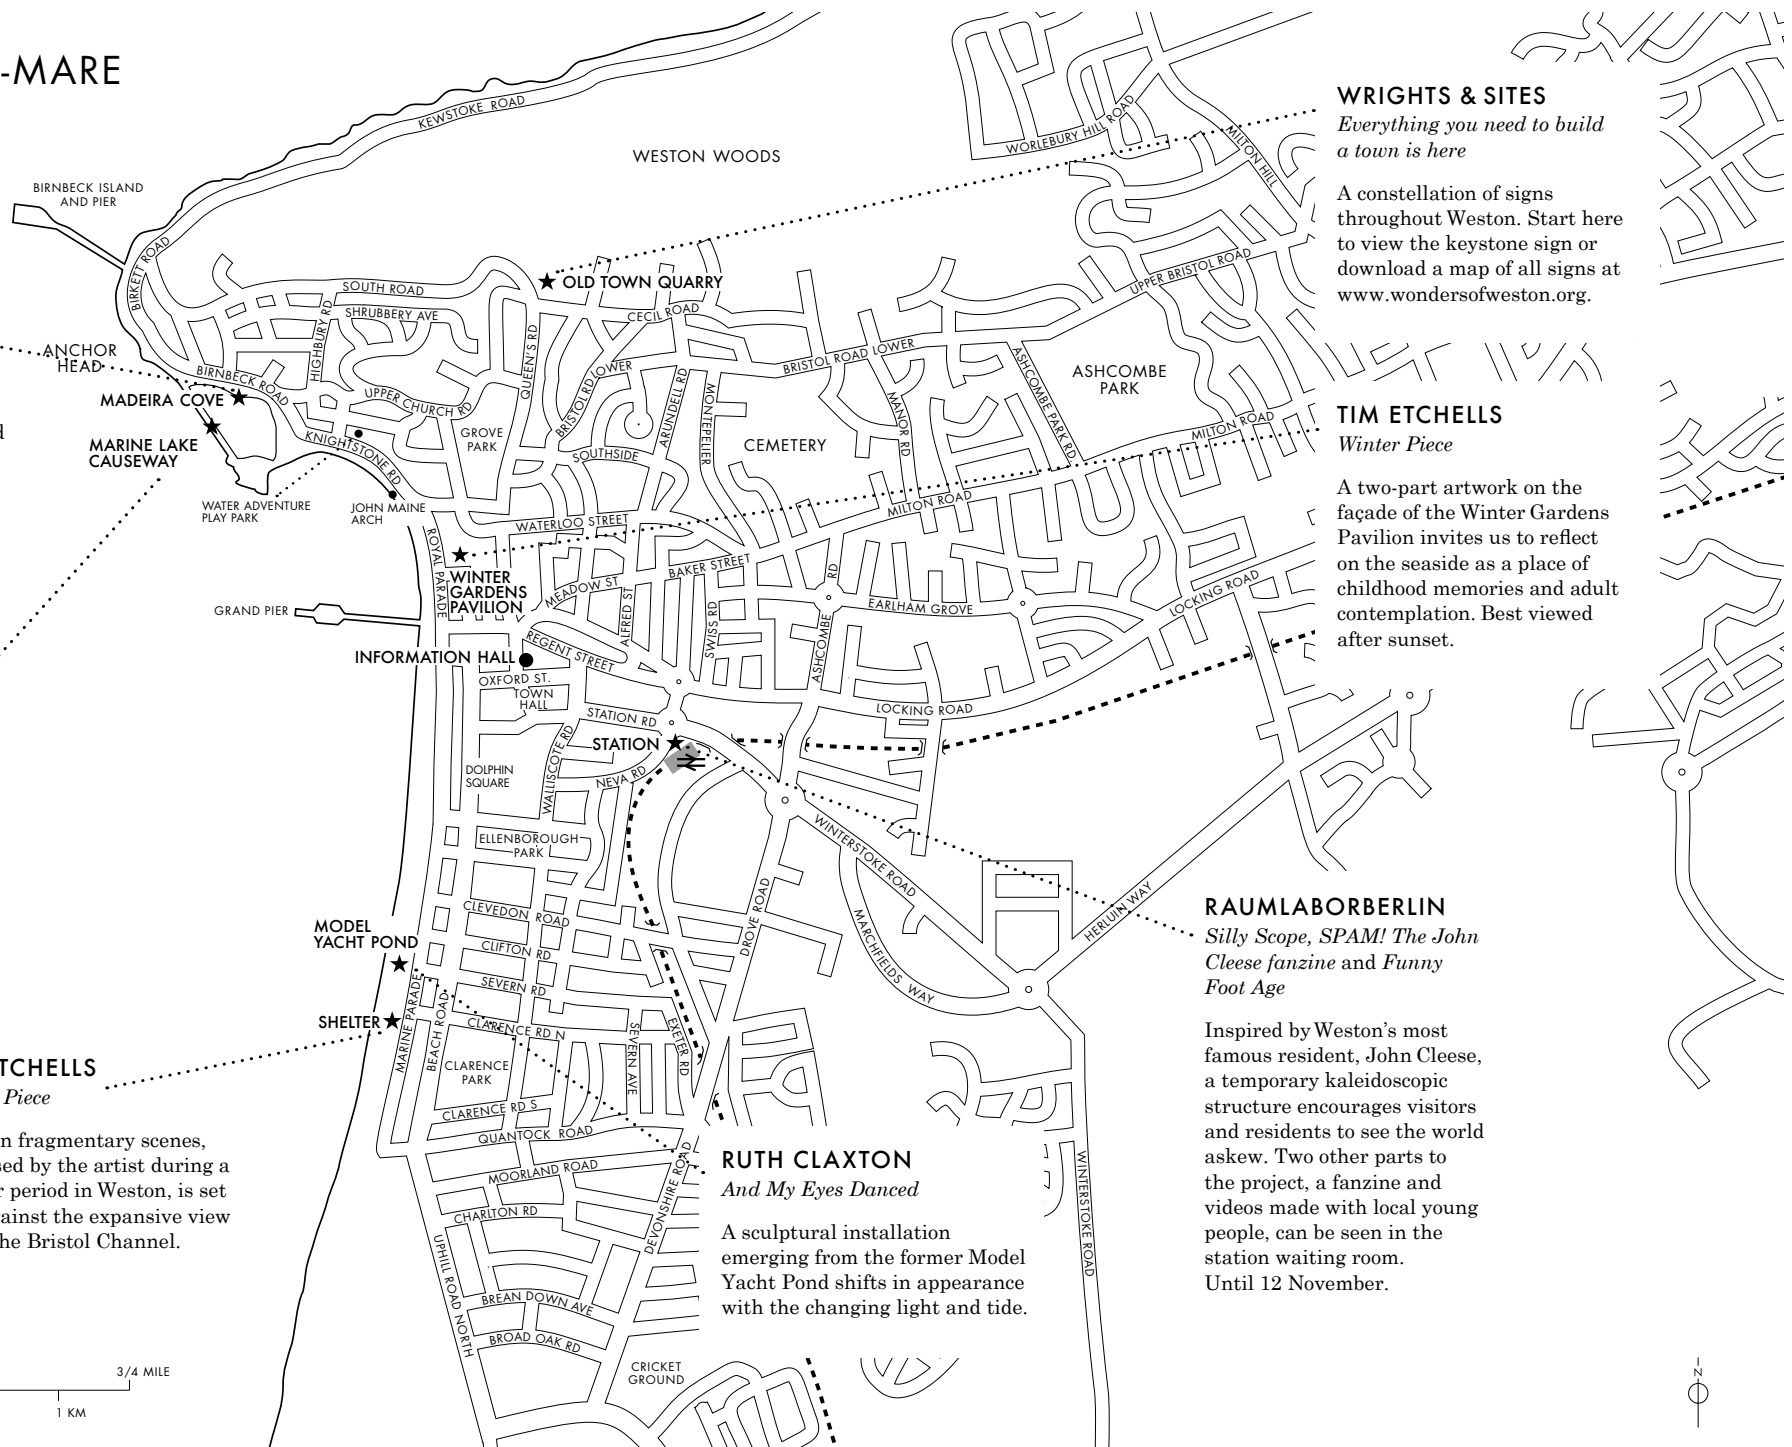 -MARE
KEWSTOKE ROAD
WESTON WOODS
WORLEBURY HILL ROAD
MILTON HILL
BIRNBECK ISLAND
AND PIER
BIRKETT ROAD
SOUTH ROAD
SHRUBBERY AVE
HIGHBURY RD
OLD TOWN QUARRY
CECIL ROAD
UPPER BRISTOL ROAD
QUEEN'S RD
BRISTOL RD LOWER
BRISTOL ROAD LOWER
ANCHOR
HEAD
BIRNBECK ROAD
MADEIRA COVE
UPPER CHURCH RD
GROVE
PARK
ARUNDELL RD
MONTEPELIER
MANOR RD
ASHCOMBE PARK RD.
ASHCOMBE
PARK
MILTON ROAD
CEMETERY
SOUTHSIDE
MARINE LAKE
CAUSEWAY
KNIGHTSTONE RD
WATER ADVENTURE
PLAY PARK
JOHN MAINE
ARCH
WATERLOO STREET
MILTON ROAD
ROYAL PARADE
WINTER
GARDENS
PAVILION
MEADOW ST
BAKER STREET
ALFRED ST
SWISS RD
ASHCOMBE RD
EARLHAM GROVE
LOCKING ROAD
GRAND PIER
REGENT STREET
INFORMATION HALL
OXFORD ST.
TOWN
HALL
STATION RD
LOCKING ROAD
STATION
WALLISCOTE RD
NEVA RD
DOLPHIN
SQUARE
ELLENBOROUGH
PARK
WINTERSTOKE ROAD
MARCHFIELDS WAY
DROVE ROAD
HERLUIN WAY
CLEVEDON ROAD
CLIFTON RD
SEVERN RD
MODEL
YACHT POND
SHELTER
MARINE PARADE
BEACH ROAD
CLARENCE RD N
SEVERN AVE
EXETER RD
CLARENCE
PARK
CLARENCE RD S
QUANTOCK ROAD
MOORLAND ROAD
CHARLTON RD
DEVONSHIRE ROAD
UPHILL ROAD NORTH
BREAN DOWN AVE
BROAD OAK RD
CRICKET
GROUND
WINTERSTOKE ROAD
WRIGHTS & SITES
Everything you need to build
a town is here
A constellation of signs
throughout Weston. Start here
to view the keystone sign or
download a map of all signs at
www.wondersofweston.org.
TIM ETCHELLS
Winter Piece
A two-part artwork on the
façade of the Winter Gardens
Pavilion invites us to reflect
on the seaside as a place of
childhood memories and adult
contemplation. Best viewed
after sunset.
RAUMLABORBERLIN
Silly Scope, SPAM! The John
Cleese fanzine and Funny
Foot Age
Inspired by Weston's most
famous resident, John Cleese,
a temporary kaleidoscopic
structure encourages visitors
and residents to see the world
askew. Two other parts to
the project, a fanzine and
videos made with local young
people, can be seen in the
station waiting room.
Until 12 November.
RUTH CLAXTON
And My Eyes Danced
A sculptural installation
emerging from the former Model
Yacht Pond shifts in appearance
with the changing light and tide.
TCHELLS
Piece
n fragmentary scenes,
sed by the artist during a
r period in Weston, is set
ainst the expansive view
he Bristol Channel.
3/4 MILE
1 KM
N